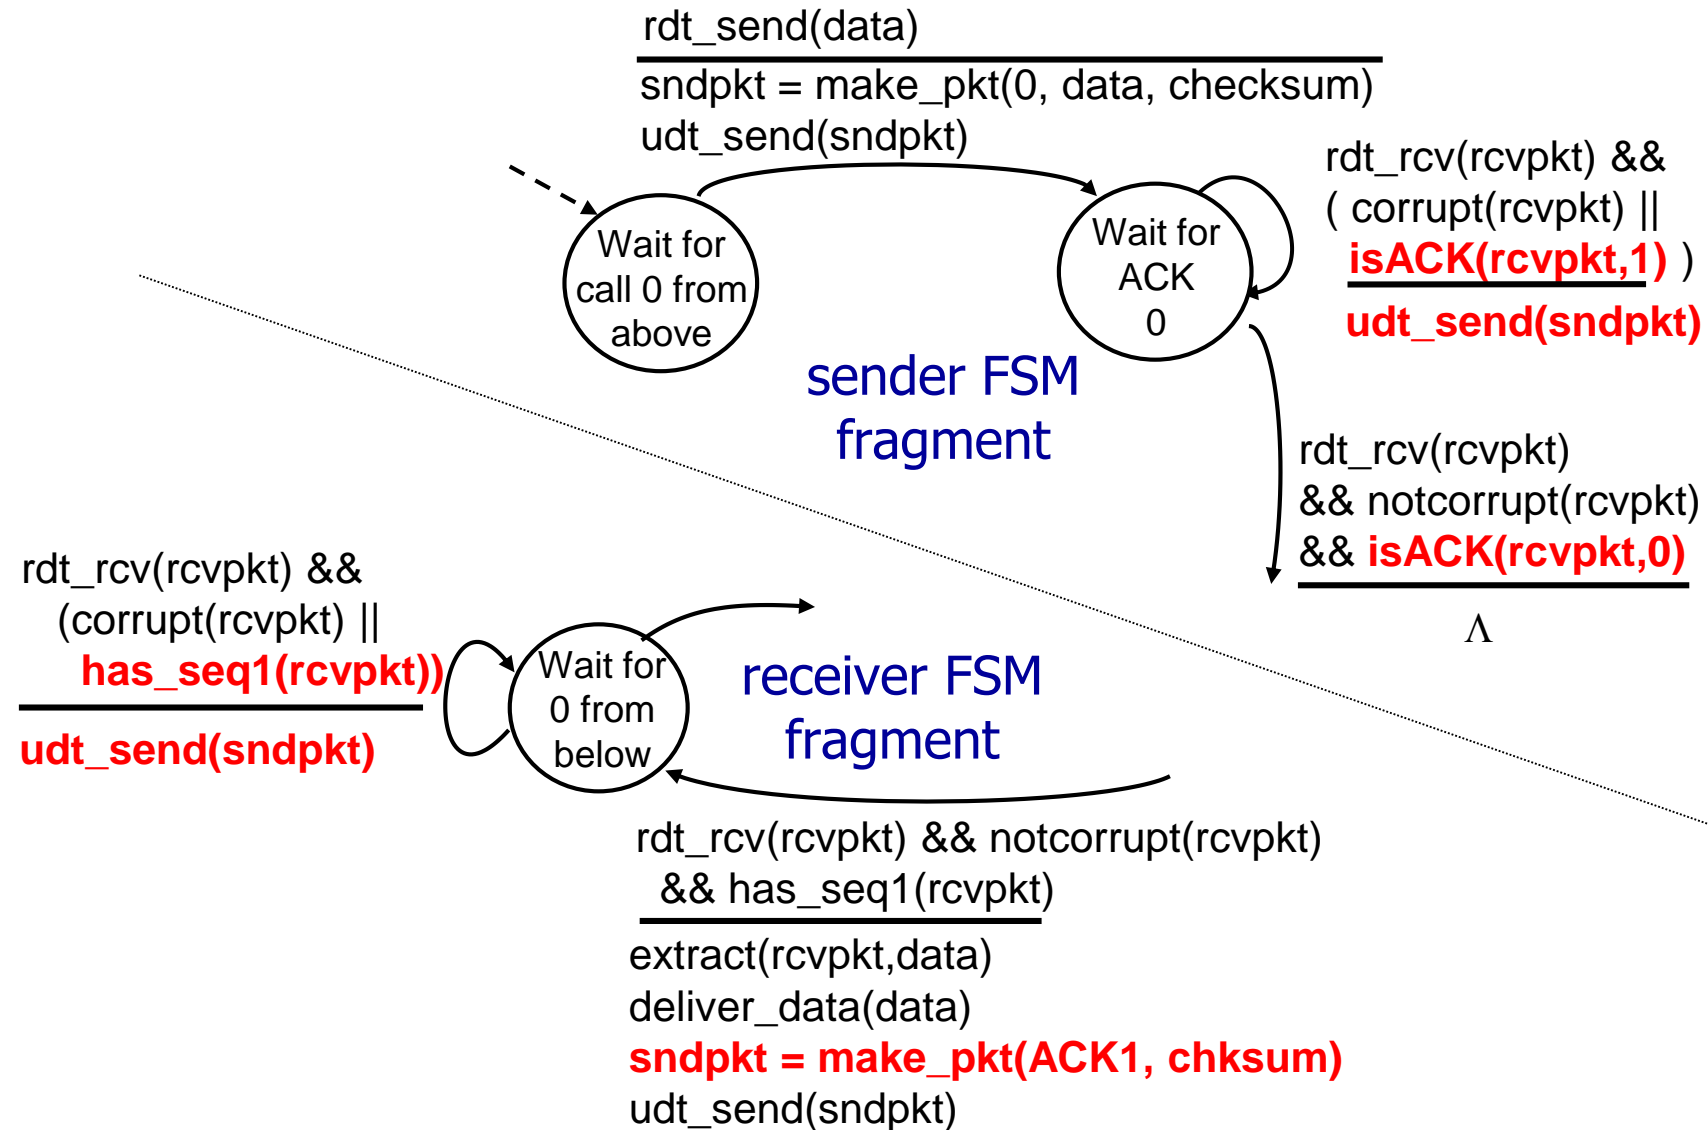 rdt_send(data)
sndpkt = make_pkt(0, data, checksum)
udt_send(sndpkt)
Wait for
call 0 from
above
Wait for
ACK
0
rdt_rcv(rcvpkt) &&
( corrupt(rcvpkt) ||
isACK(rcvpkt,1) )
udt_send(sndpkt)
sender FSM
fragment
rdt_rcv(rcvpkt)
&& notcorrupt(rcvpkt)
&& isACK(rcvpkt,0)
Λ
rdt_rcv(rcvpkt) &&
(corrupt(rcvpkt) ||
has_seq1(rcvpkt))
udt_send(sndpkt)
Wait for
0 from
below
receiver FSM
fragment
rdt_rcv(rcvpkt) && notcorrupt(rcvpkt)
&& has_seq1(rcvpkt)
extract(rcvpkt,data)
deliver_data(data)
sndpkt = make_pkt(ACK1, chksum)
udt_send(sndpkt)